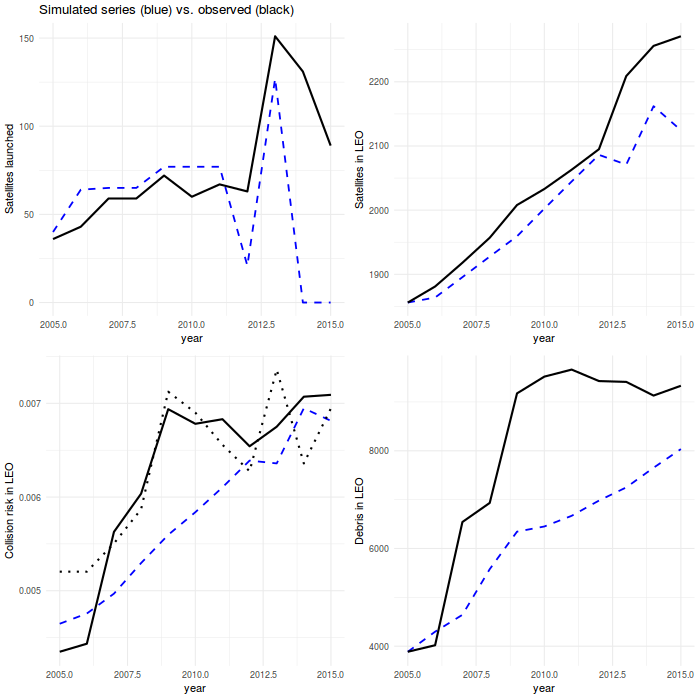 Simulated series (blue) vs. observed (black)
Satellites launched
150
100
50
0
2005.0 2007.5 2010.0 2012.5 2015.0
year
Satellites in LEO
2200
2100
2000
1900
2005.0 2007.5 2010.0 2012.5 2015.0
year
Collision risk in LEO
0.007
0.006
0.005
2005.0 2007.5 2010.0 2012.5 2015.0
year
Debris in LEO
8000
6000
4000
2005.0 2007.5 2010.0 2012.5 2015.0
year